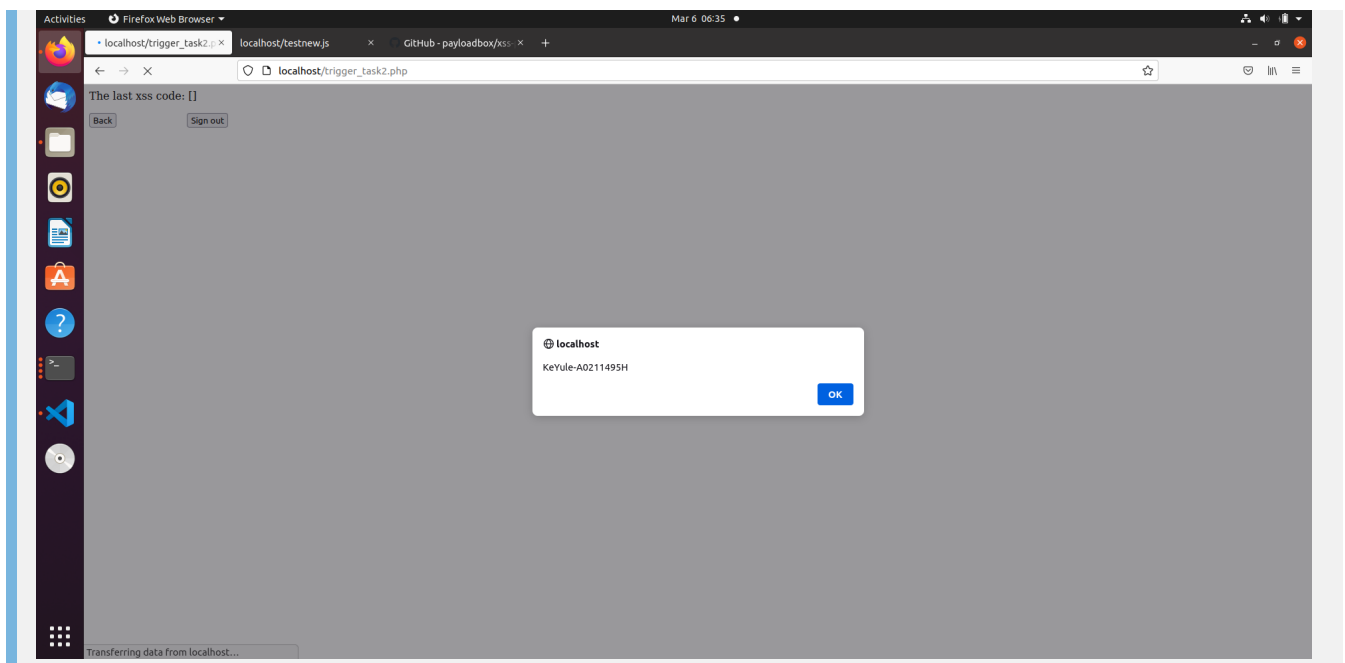 Activities Firefox Web Browser Mar 6 06:35
localhost/trigger_task2.p localhost/testnew.js GitHub - payloadbox/xss-
localhost/trigger_task2.php
The last xss code: []
Back Sign out
localhost
KeYule-A0211495H
OK
Transferring data from localhost...